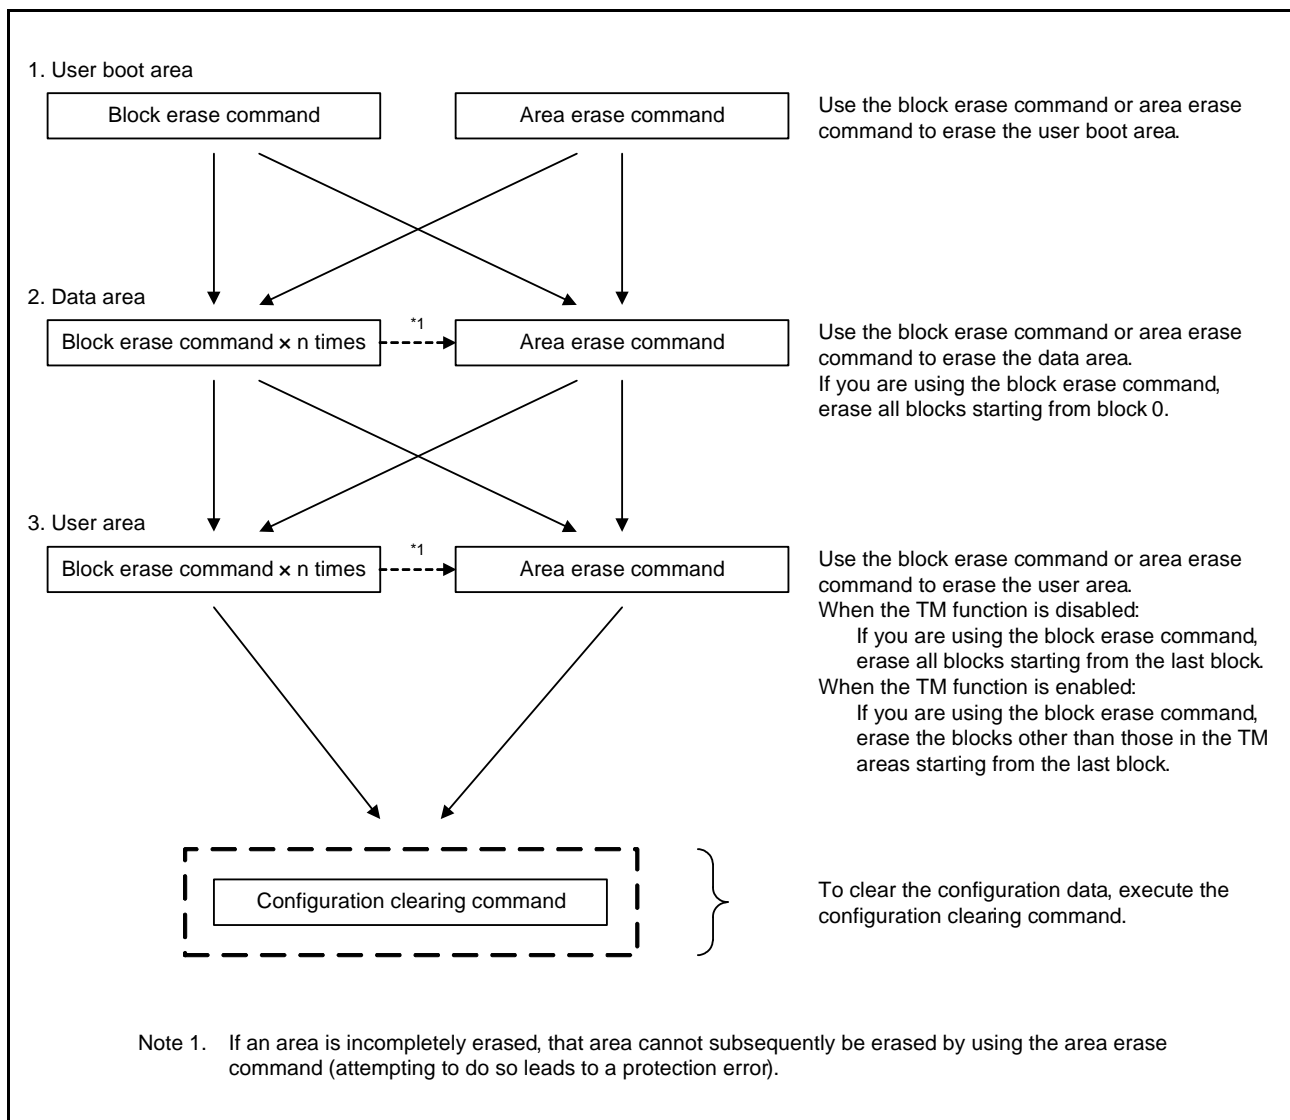 1. User boot area
Block erase command
Area erase command
Use the block erase command or area erase
command to erase the user boot area.
2. Data area
Block erase command × n times
*1
Area erase command
Use the block erase command or area erase
command to erase the data area.
If you are using the block erase command,
erase all blocks starting from block 0.
3. User area
Block erase command × n times
*1
Area erase command
Use the block erase command or area erase
command to erase the user area.
When the TM function is disabled:
If you are using the block erase command,
erase all blocks starting from the last block.
When the TM function is enabled:
If you are using the block erase command,
erase the blocks other than those in the TM
areas starting from the last block.
Configuration clearing command
To clear the configuration data, execute the
configuration clearing command.
Note 1. If an area is incompletely erased, that area cannot subsequently be erased by using the area erase
command (attempting to do so leads to a protection error).